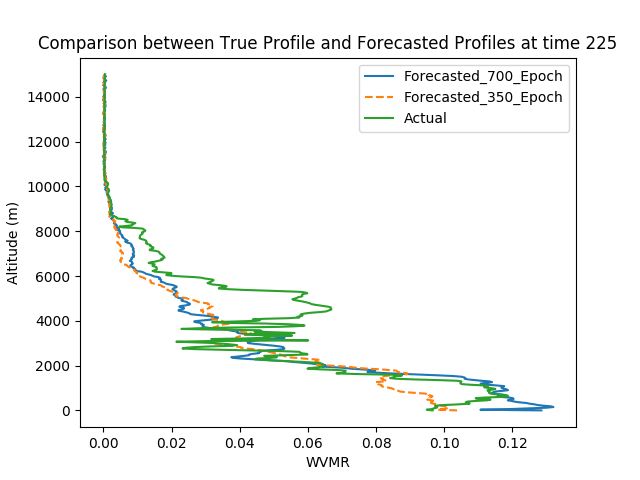 Comparison between True Profile and Forecasted Profiles at time 225
Forecasted_700_Epoch
Forecasted_350_Epoch
Actual
Altitude (m)
14000
12000
10000
8000
6000
4000
2000
0
0.00 0.02 0.04 0.06 0.08 0.10 0.12
WVMR